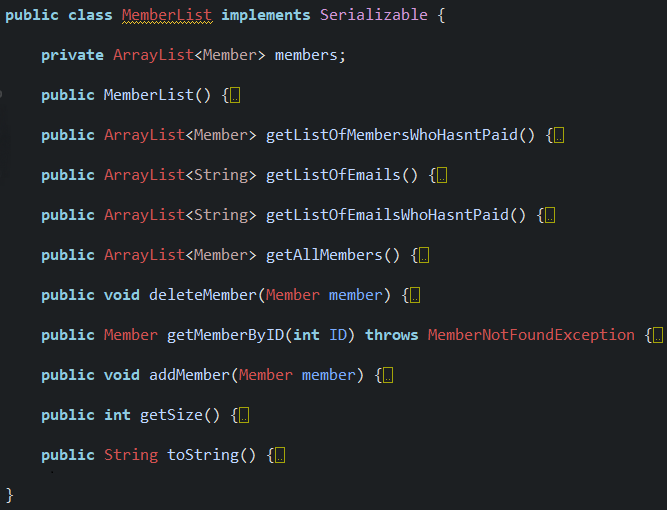 public class MemberList implements Serializable {
private ArrayList<Member> members;
public MemberList() {..
public ArrayList<Member> getListOfMembersWhoHasntPaid() {..
public ArrayList<String> getListOfEmails() {..
public ArrayList<String> getListOfEmailsWhoHasntPaid() {..
public ArrayList<Member> getAllMembers() {..
public void deleteMember(Member member) {..
public Member getMemberByID(int ID) throws MemberNotFoundException {..
public void addMember(Member member) {..
public int getSize() {..
public String toString() {..
}